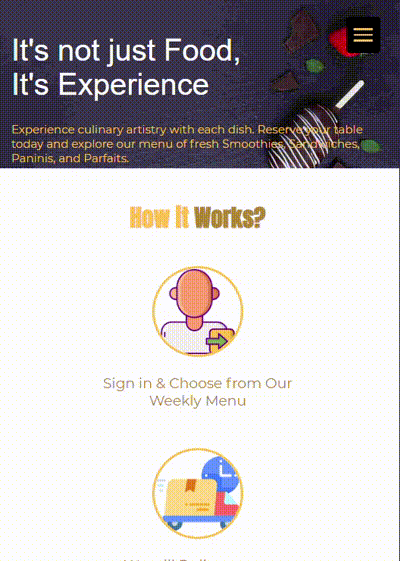 It's not just Food,
It's Experience
Experience culinary artistry with each dish. Reserve your table
today and explore our menu of fresh Smoothies, Sandwiches,
Paninis, and Parfaits.
How it Works?
Sign in & Choose from Our
Weekly Menu